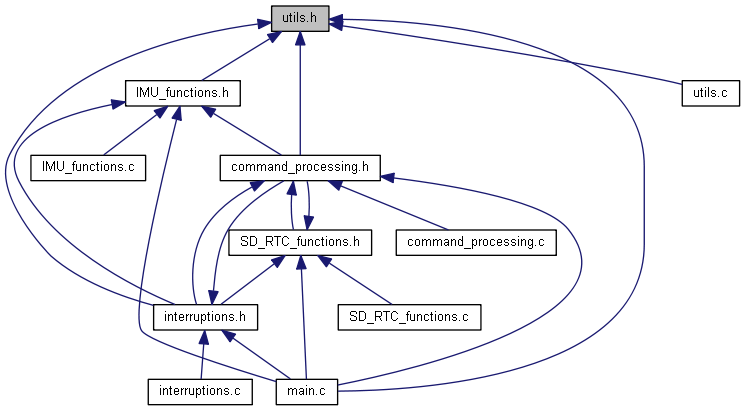 utils.h
IMU_functions.h
utils.c
IMU_functions.c
command_processing.h
SD_RTC_functions.h
command_processing.c
interruptions.h
SD_RTC_functions.c
interruptions.c
main.c